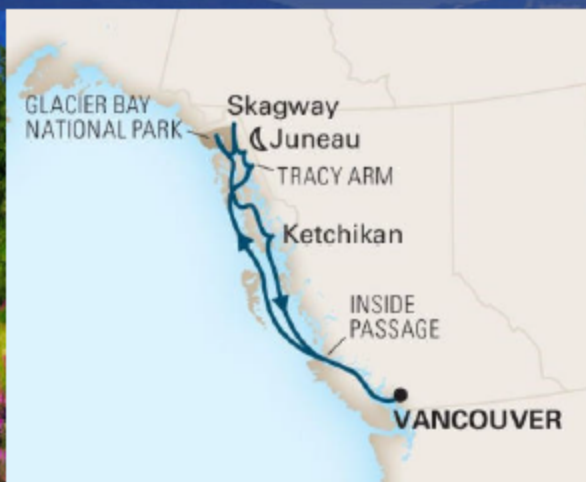 GLACIER BAY
NATIONAL PARK
Skagway
Juneau
TRACY ARM
Ketchikan
INSIDE
PASSAGE
VANCOUVER